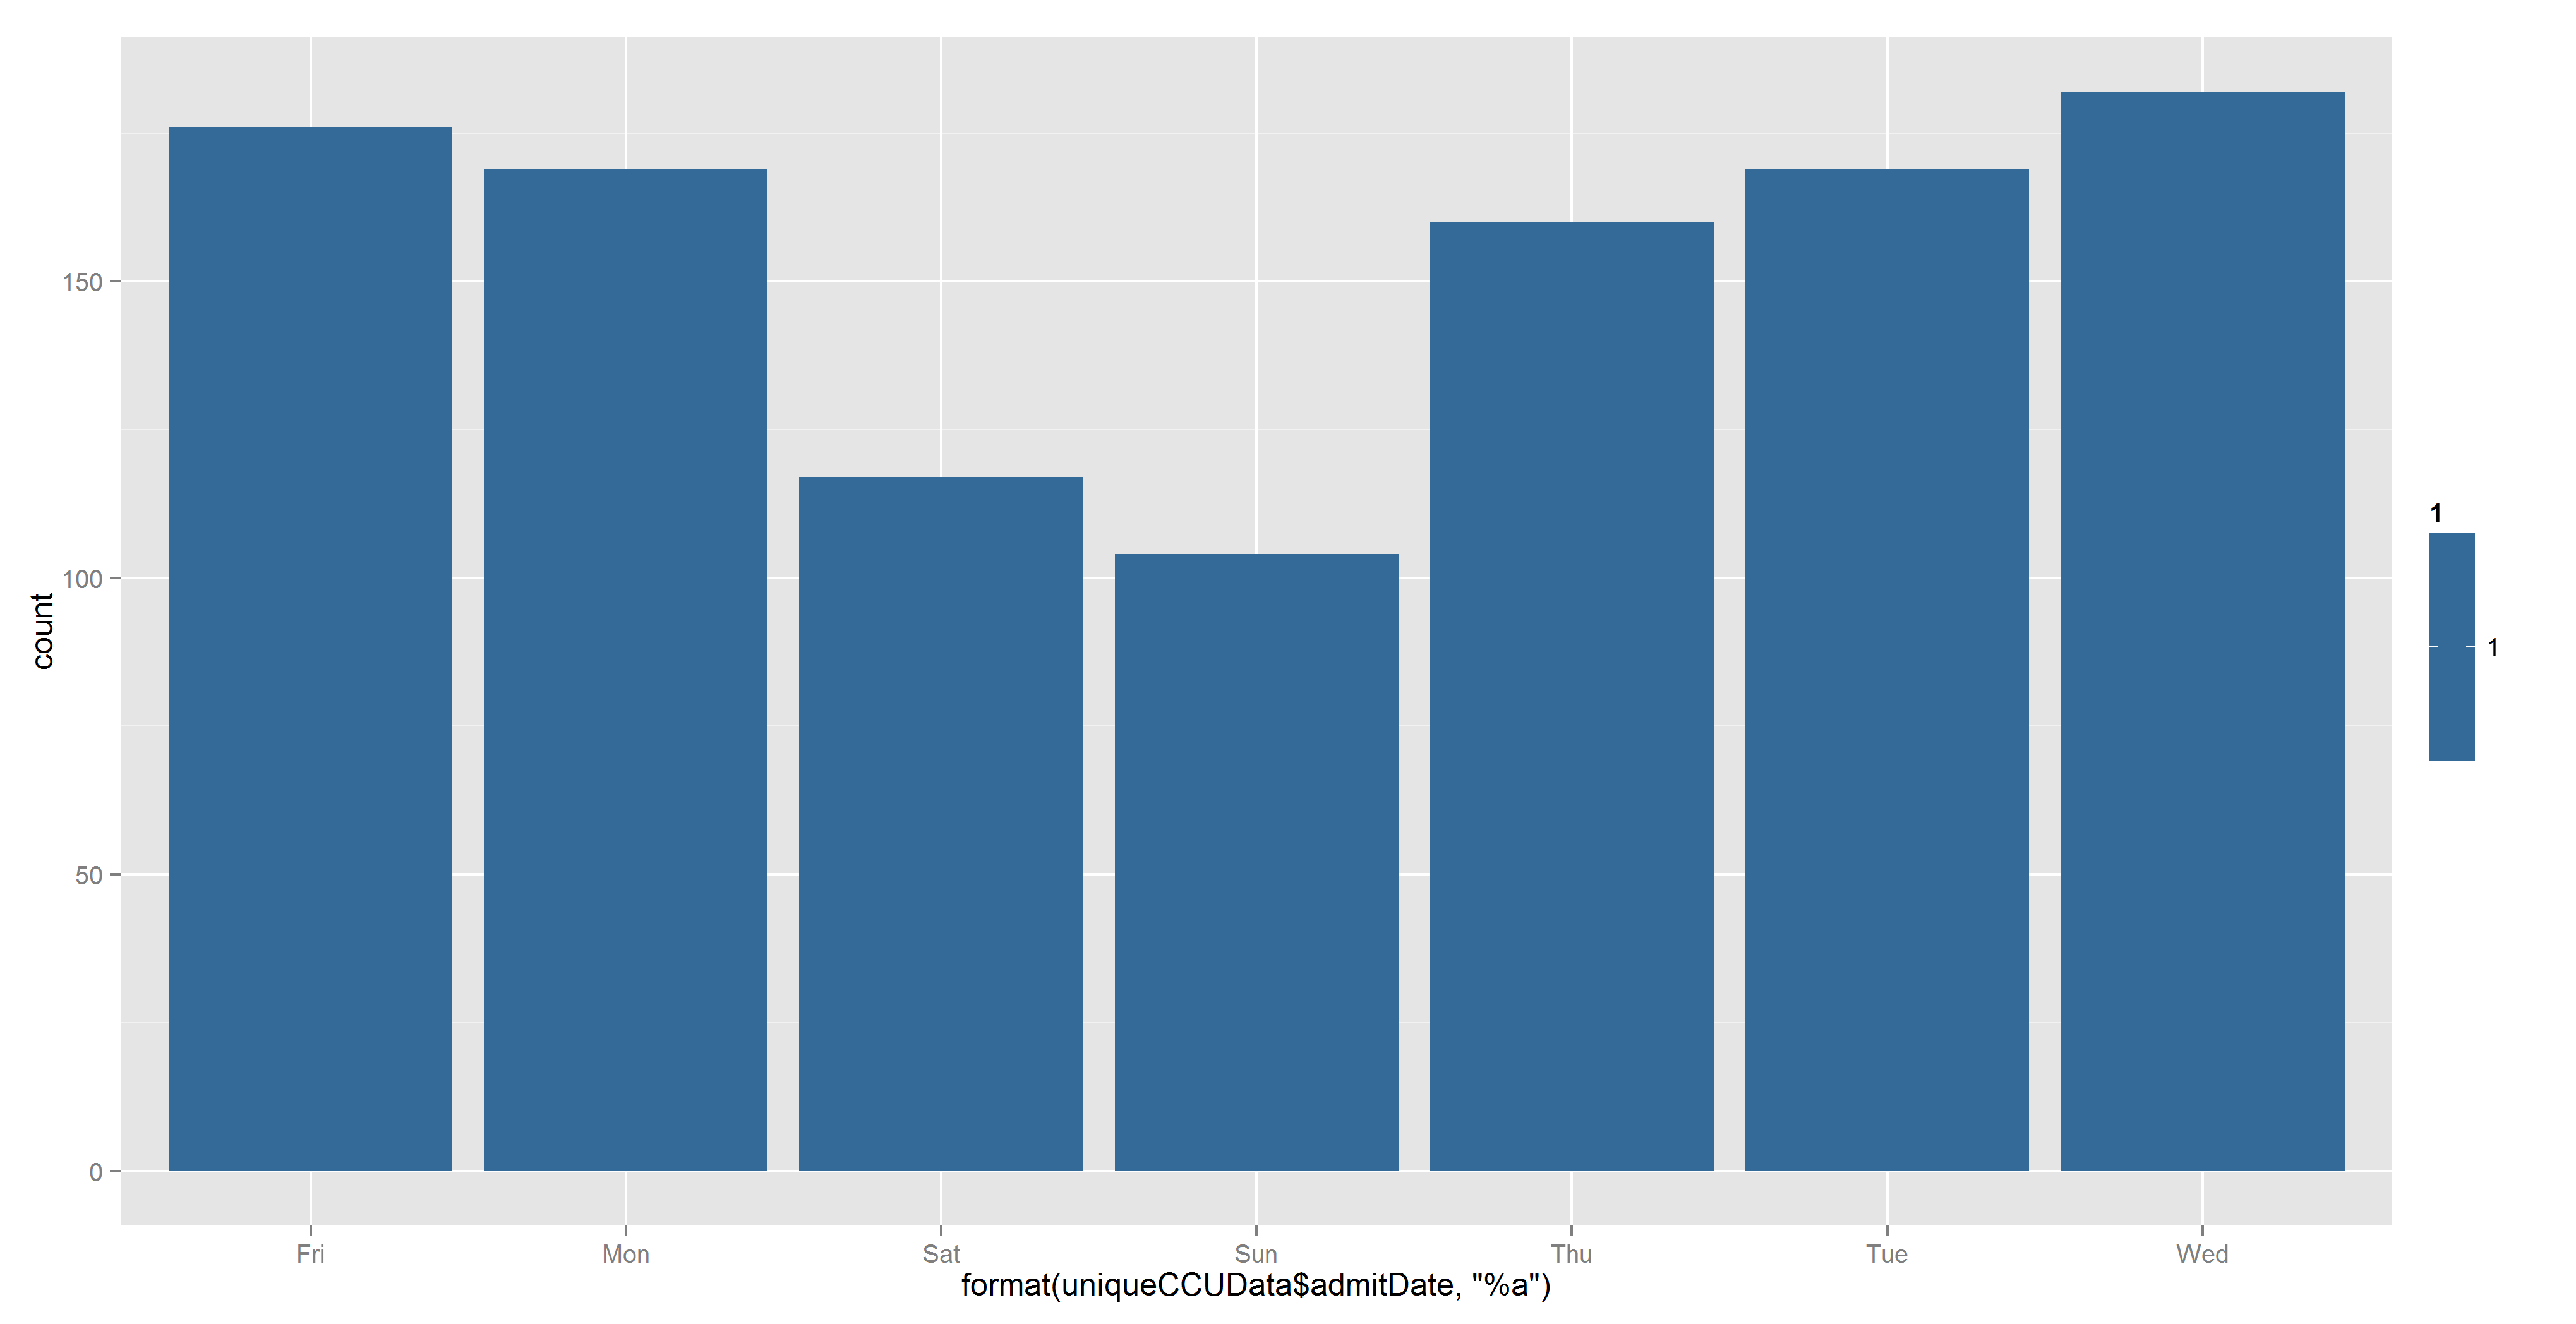 count
150
100
50
0
Fri Mon Sat Sun Thu Tue Wed
format(uniqueCCUData$admitDate, "%a")
1
1